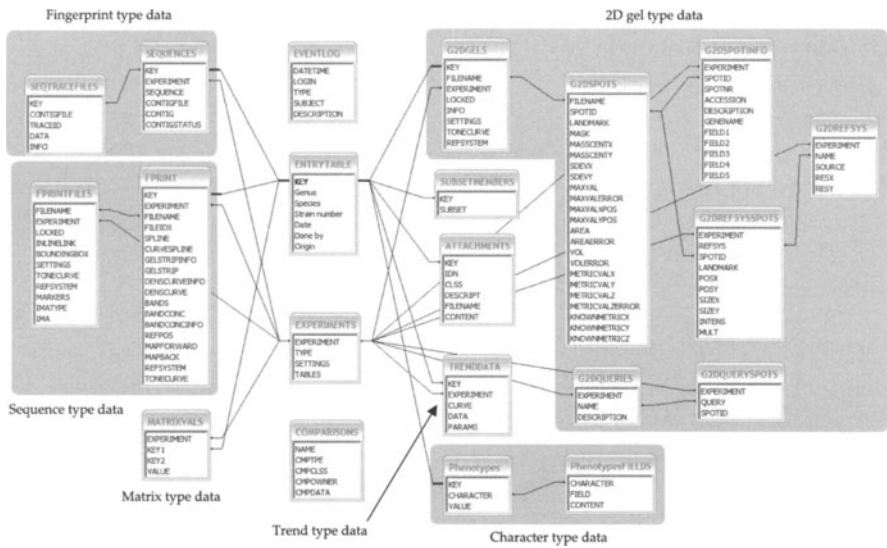 Fingerprint type data
2D gel type data
SEQUENCES
KEY
EXPERIMENT
SEQUENCE
CONTIGFILE
CONTIG
CONTIGSTATUS
SEQTRACEFILES
KEY
CONTIGFILE
TRACEID
DATA
INFO
FPRINTFILES
FILENAME
EXPERIMENT
LOCKED
INLINELINK
BOUNDINGBOX
SETTINGS
TONECURVE
REFSYSTEM
MARKERS
IMATYPE
IMA
FPRINT
KEY
EXPERIMENT
FILENAME
FILEIDX
SPLINE
CURVESPLINE
GELSTRIPINFO
GELSTRIP
DENSCURVEINFO
DENSCURVE
BANDS
BANDCONC
BANDCONCINFO
REFPOS
MAPFORWARD
MAPBACK
REFSYSTEM
TONECURVE
Sequence type data
MATRIXVALS
EXPERIMENT
KEY1
KEY2
VALUE
Matrix type data
EVENTLOG
DATETIME
LOGIN
TYPE
SUBJECT
DESCRIPTION
ENTRYTABLE
KEY
Genus
Species
Strain number
Date
Done by
Origin
EXPERIMENTS
EXPERIMENT
TYPE
SETTINGS
TABLES
COMPARISONS
NAME
CMPTPE
CMPCLSS
CMPOWNER
CMPDATA
Trend type data
G2DGELS
KEY
FILENAME
EXPERIMENT
LOCKED
INFO
SETTINGS
TONECURVE
REFSYSTEM
SUBSETMEMBERS
KEY
SUBSET
ATTACHMENTS
KEY
IDN
CLSS
DESCRIPT
FILENAME
CONTENT
TRENDDATA
KEY
EXPERIMENT
CURVE
DATA
PARAMS
G2DSPOTS
FILENAME
SPOTID
LANDMARK
MASK
MASSCENTX
MASSCENTY
SDEVX
SDEVY
MAXVAL
MAXVALERROR
MAXVALXPOS
MAXVALYPOS
AREA
AREAERROR
VOL
VOLERROR
METRICVALX
METRICVALY
METRICVALZ
METRICVALZERROR
KNOWNMETRICX
KNOWNMETRICY
KNOWNMETRICZ
G2DSPOTINFO
EXPERIMENT
SPOTID
SPOTNR
ACCESSION
DESCRIPTION
GENENAME
FIELD1
FIELD2
FIELD3
FIELD4
FIELD5
G2DREFSYS
EXPERIMENT
NAME
SOURCE
RESX
RESY
G2DREFSYSSPOTS
EXPERIMENT
REFSYS
SPOTID
LANDMARK
POSX
POSY
SIZEX
SIZEY
INTENS
MULT
G2DQUERIES
EXPERIMENT
NAME
DESCRIPTION
G2DQUERYSPOTS
EXPERIMENT
QUERY
SPOTID
Phenotypes
KEY
CHARACTER
VALUE
PhenotypesFIELDS
CHARACTER
FIELD
CONTENT
Character type data